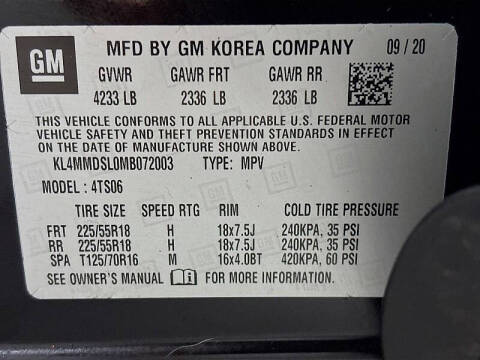 GM MFD BY GM KOREA COMPANY 09/20
GVWR GAWR FRT GAWR RR
4233 LB 2336 LB 2336 LB
THIS VEHICLE CONFORMS TO ALL APPLICABLE U.S. FEDERAL MOTOR
VEHICLE SAFETY AND THEFT PREVENTION STANDARDS IN EFFECT
ON THE DATE OF MANUFACTURE SHOWN ABOVE.
KL4MMDSL0MB072003 TYPE: MPV
MODEL: 4TS06
TIRE SIZE SPEED RTG RIM COLD TIRE PRESSURE
FRT 225/55R18 H 18x7.5J 240KPA, 35 PSI
RR 225/55R18 H 18x7.5J 240KPA, 35 PSI
SPA T125/70R16 M 16x4.0BT 420KPA, 60 PSI
SEE OWNER'S MANUAL FOR MORE INFORMATION.